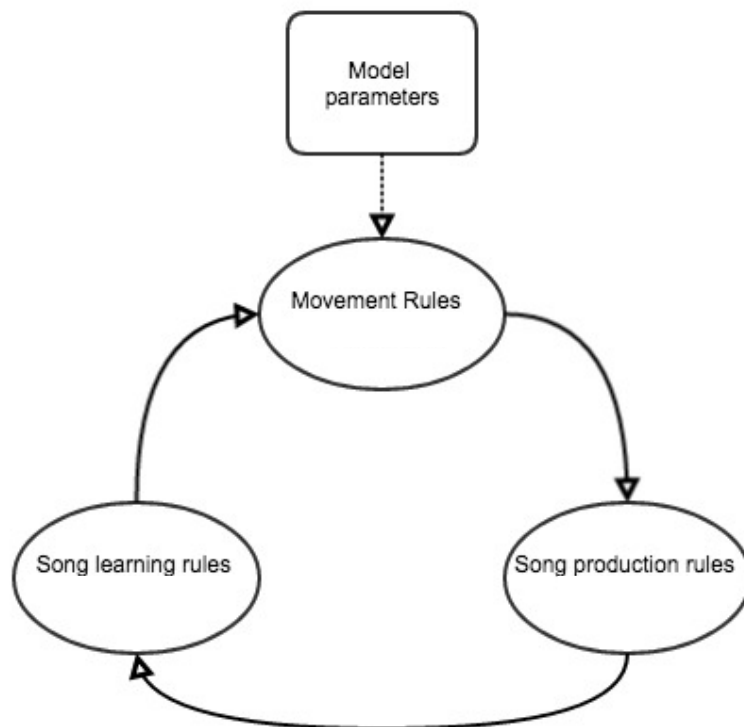 Model
parameters
Movement Rules
Song learning rules
Song production rules